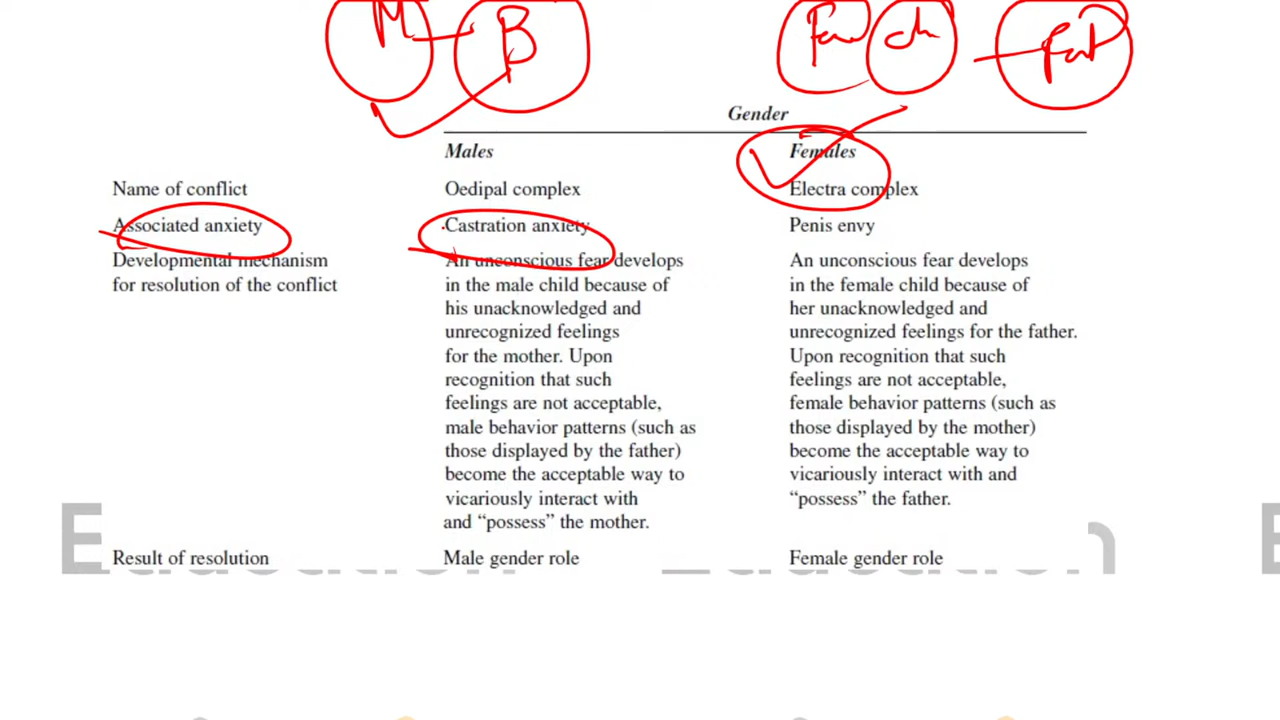 M B Fem ch Fat
Gender
Males Females
Name of conflict Oedipal complex Electra complex
Associated anxiety Castration anxiety Penis envy
Developmental mechanism An unconscious fear develops An unconscious fear develops
for resolution of the conflict in the male child because of in the female child because of
his unacknowledged and her unacknowledged and
unrecognized feelings unrecognized feelings for the father.
for the mother. Upon Upon recognition that such
recognition that such feelings are not acceptable,
feelings are not acceptable, female behavior patterns (such as
male behavior patterns (such as those displayed by the mother)
those displayed by the father) become the acceptable way to
become the acceptable way to vicariously interact with and
vicariously interact with “possess” the father.
and “possess” the mother.
Result of resolution Male gender role Female gender role